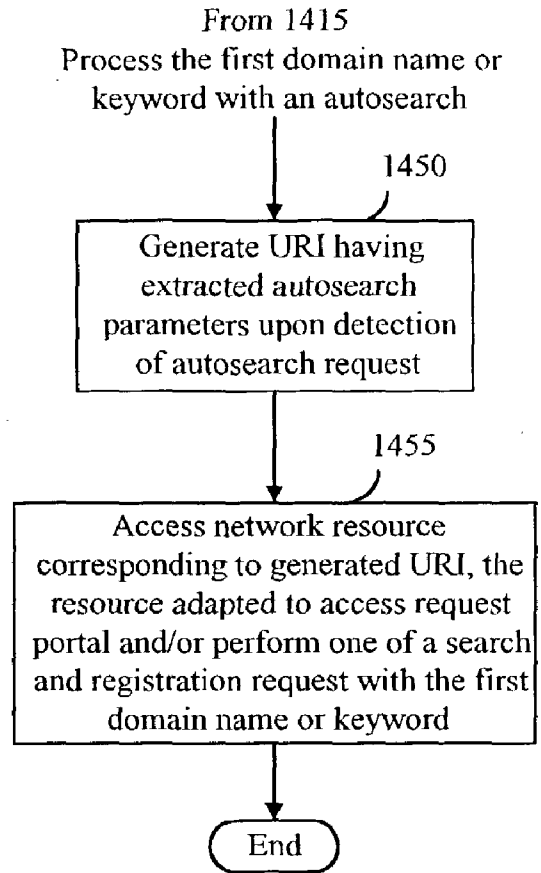 From 1415
Process the first domain name or
keyword with an autosearch
1450
Generate URI having
extracted autosearch
parameters upon detection
of autosearch request
1455
Access network resource
corresponding to generated URI, the
resource adapted to access request
portal and/or perform one of a search
and registration request with the first
domain name or keyword
End